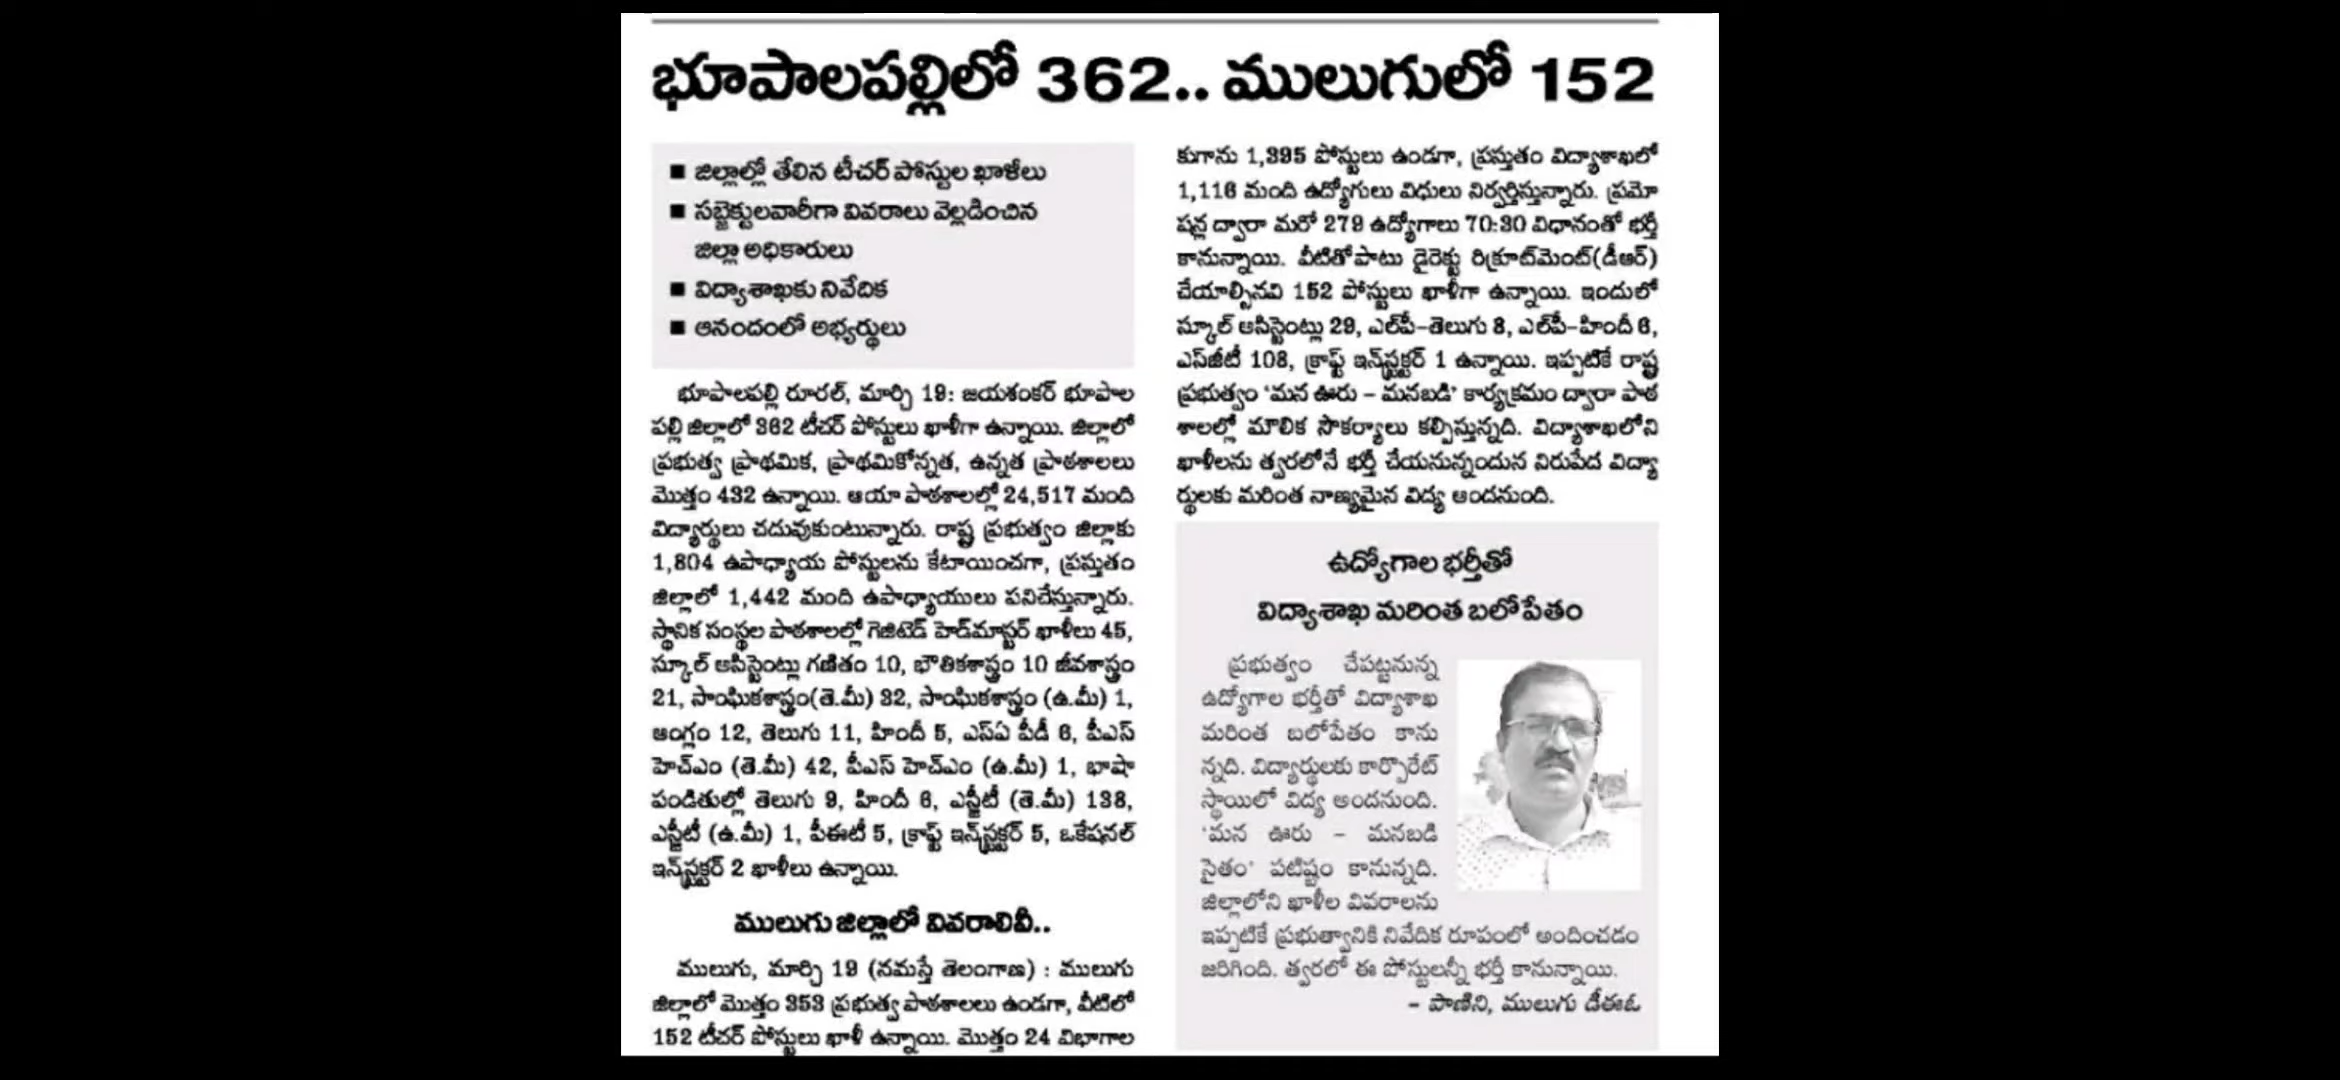 భూపాలపల్లిలో 362.. ములుగులో 152
■ జిల్లాల్లో తేలిన టీచర్ పోస్టుల ఖాళీలు
■ సబ్జెక్టులవారీగా వివరాలు వెల్లడించిన
జిల్లా అధికారులు
■ విద్యాశాఖకు నివేదిక
■ ఆనందంలో అభ్యర్థులు
భూపాలపల్లి రూరల్, మార్చి 19: జయశంకర్ భూపాల
పల్లి జిల్లాలో 362 టీచర్ పోస్టులు ఖాళీగా ఉన్నాయి. జిల్లాలో
ప్రభుత్వ ప్రాథమిక, ప్రాథమికోన్నత, ఉన్నత ప్రాఠశాలలు
మొత్తం 432 ఉన్నాయి. ఆయా పాఠశాలల్లో 24,517 మంది
విద్యార్థులు చదువుకుంటున్నారు. రాష్ట్ర ప్రభుత్వం జిల్లాకు
1,804 ఉపాధ్యాయ పోస్టులను కేటాయించగా, ప్రస్తుతం
జిల్లాలో 1,442 మంది ఉపాధ్యాయులు పనిచేస్తున్నారు.
స్థానిక సంస్థల పాఠశాలల్లో గెజిటెడ్ హెడ్‌మాస్టర్ ఖాళీలు 45,
స్కూల్ అసిస్టెంట్లు గణితం 10, భౌతికశాస్త్రం 10 జీవశాస్త్రం
21, సాంఘికశాస్త్రం(తె.మీ) 32, సాంఘికశాస్త్రం (ఉ.మీ) 1,
ఆంగ్లం 12, తెలుగు 11, హిందీ 5, ఎస్ఏ పీడీ 6, పీఎస్
హెచ్ఎం (తె.మీ) 42, పీఎస్ హెచ్ఎం (ఉ.మీ) 1, భాషా
పండితుల్లో తెలుగు 9, హిందీ 6, ఎస్జీటీ (తె.మీ) 138,
ఎస్జీటీ (ఉ.మీ) 1, పీఈటీ 5, క్రాఫ్ట్ ఇన్‌స్ట్రక్టర్ 5, ఒకేషనల్
ఇన్‌స్ట్రక్టర్ 2 ఖాళీలు ఉన్నాయి.
ములుగు జిల్లాలో వివరాలివీ..
ములుగు, మార్చి 19 (నమస్తే తెలంగాణ) : ములుగు
జిల్లాలో మొత్తం 353 ప్రభుత్వ పాఠశాలలు ఉండగా, వీటిలో
152 టీచర్ పోస్టులు ఖాళీ ఉన్నాయి. మొత్తం 24 విభాగాల
కుగాను 1,395 పోస్టులు ఉండగా, ప్రస్తుతం విద్యాశాఖలో
1,116 మంది ఉద్యోగులు విధులు నిర్వర్తిస్తున్నారు. ప్రమో
షన్ల ద్వారా మరో 279 ఉద్యోగాలు 70:30 విధానంతో భర్తీ
కానున్నాయి. వీటితోపాటు డైరెక్టు రిక్రూట్‌మెంట్(డీఆర్)
చేయాల్సినవి 152 పోస్టులు ఖాళీగా ఉన్నాయి. ఇందులో
స్కూల్ అసిస్టెంట్లు 29, ఎల్‌పీ-తెలుగు 8, ఎల్‌పీ-హిందీ 6,
ఎస్‌జీటీ 108, క్రాఫ్ట్ ఇన్‌స్ట్రక్టర్ 1 ఉన్నాయి. ఇప్పటికే రాష్ట్ర
ప్రభుత్వం ‘మన ఊరు – మనబడి’ కార్యక్రమం ద్వారా పాఠ
శాలల్లో మౌలిక సౌకర్యాలు కల్పిస్తున్నది. విద్యాశాఖలోని
ఖాళీలను త్వరలోనే భర్తీ చేయనున్నందున నిరుపేద విద్యా
ర్థులకు మరింత నాణ్యమైన విద్య అందనుంది.
ఉద్యోగాల భర్తీతో
విద్యాశాఖ మరింత బలోపేతం
ప్రభుత్వం చేపట్టనున్న
ఉద్యోగాల భర్తీతో విద్యాశాఖ
మరింత బలోపేతం కాను
న్నది. విద్యార్థులకు కార్పొరేట్
స్థాయిలో విద్య అందనుంది.
‘మన ఊరు – మనబడి
సైతం’ పటిష్టం కానున్నది.
జిల్లాలోని ఖాళీల వివరాలను
ఇప్పటికే ప్రభుత్వానికి నివేదిక రూపంలో అందించడం
జరిగింది. త్వరలో ఈ పోస్టులన్నీ భర్తీ కానున్నాయి.
– పాణిని, ములుగు డీఈఓ